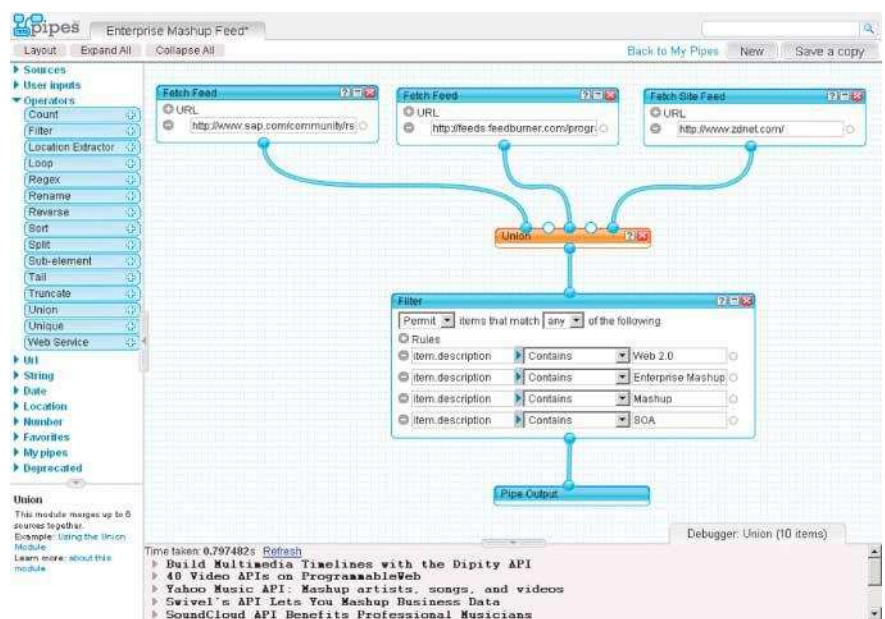 pipes
Enterprise Mashup Feed*
Layout Expand All Collapse All
Back to My Pipes New Save a copy
Sources
User inputs
Operators
Count
Filter
Location Extractor
Loop
Regex
Rename
Reverse
Sort
Split
Sub-element
Tail
Truncate
Union
Unique
Web Service
Url
String
Date
Location
Number
Favorites
My pipes
Deprecated
Union
This module merges up to 5
sources together.
Example: Using the Union
Module
Learn more: about this
module
Fetch Feed
URL
http://www.sap.com/community/rs
Fetch Feed
URL
http://feeds.feedburner.com/progr
Fetch Site Feed
URL
http://www.zdnet.com/
Union
Filter
Permit items that match any of the following
Rules
item.description Contains Web 2.0
item.description Contains Enterprise Mashup
item.description Contains Mashup
item.description Contains SOA
Pipe Output
Debugger: Union (10 items)
Time taken: 0.797482s Refresh
Build Multimedia Timelines with the Dipity API
40 Video APIs on ProgrammableWeb
Yahoo Music API: Mashup artists, songs, and videos
Swivel's API Lets You Mashup Business Data
SoundCloud API Benefits Professional Musicians